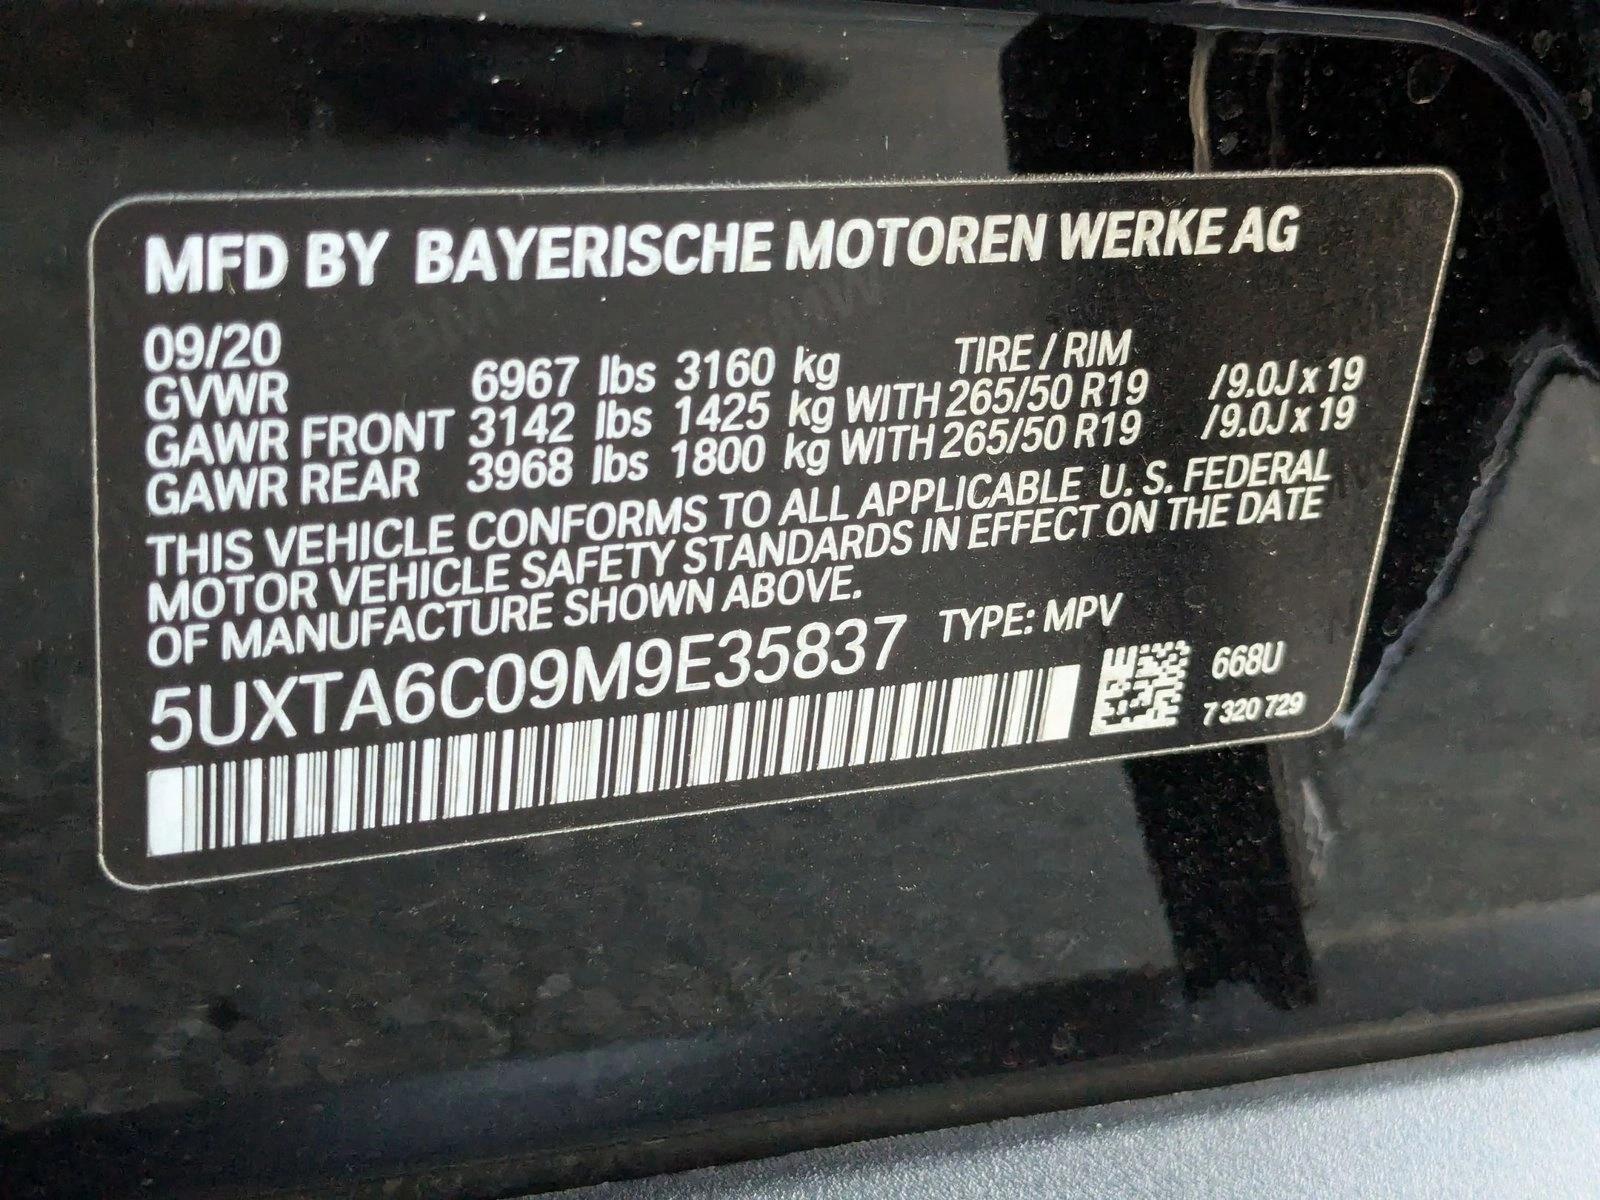 MFD BY BAYERISCHE MOTOREN WERKE AG
09/20 TIRE / RIM
GVWR 6967 lbs 3160 kg
GAWR FRONT 3142 lbs 1425 kg WITH 265/50 R19 /9.0J x 19
GAWR REAR 3968 lbs 1800 kg WITH 265/50 R19 /9.0J x 19
THIS VEHICLE CONFORMS TO ALL APPLICABLE U. S. FEDERAL
MOTOR VEHICLE SAFETY STANDARDS IN EFFECT ON THE DATE
OF MANUFACTURE SHOWN ABOVE.
5UXTA6C09M9E35837 TYPE: MPV
668U
7 320 729